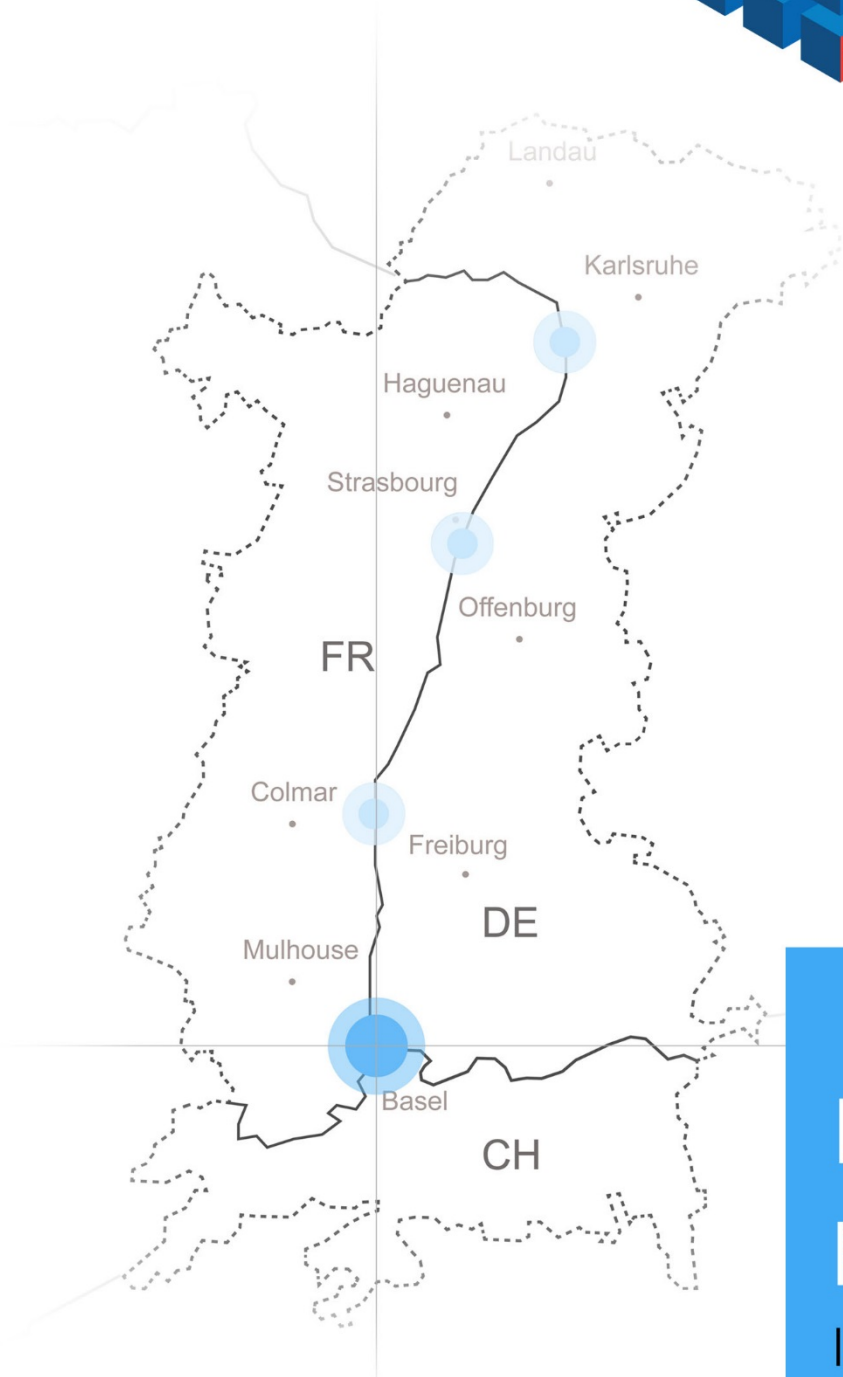 Landau
Karlsruhe
Haguenau
Strasbourg
Offenburg
FR
Colmar
Freiburg
DE
Mulhouse
Basel
CH